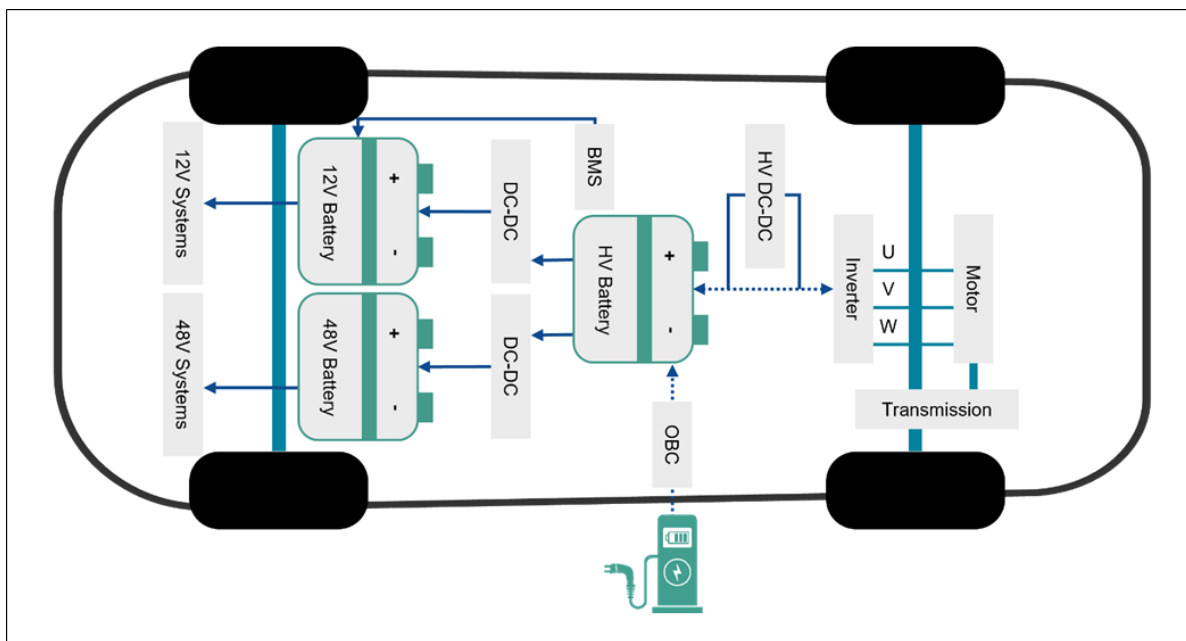 12V Systems
12V Battery
+
-
DC-DC
BMS
HV Battery
+
-
HV DC-DC
Inverter
U
V
W
Motor
48V Systems
48V Battery
+
-
DC-DC
OBC
Transmission